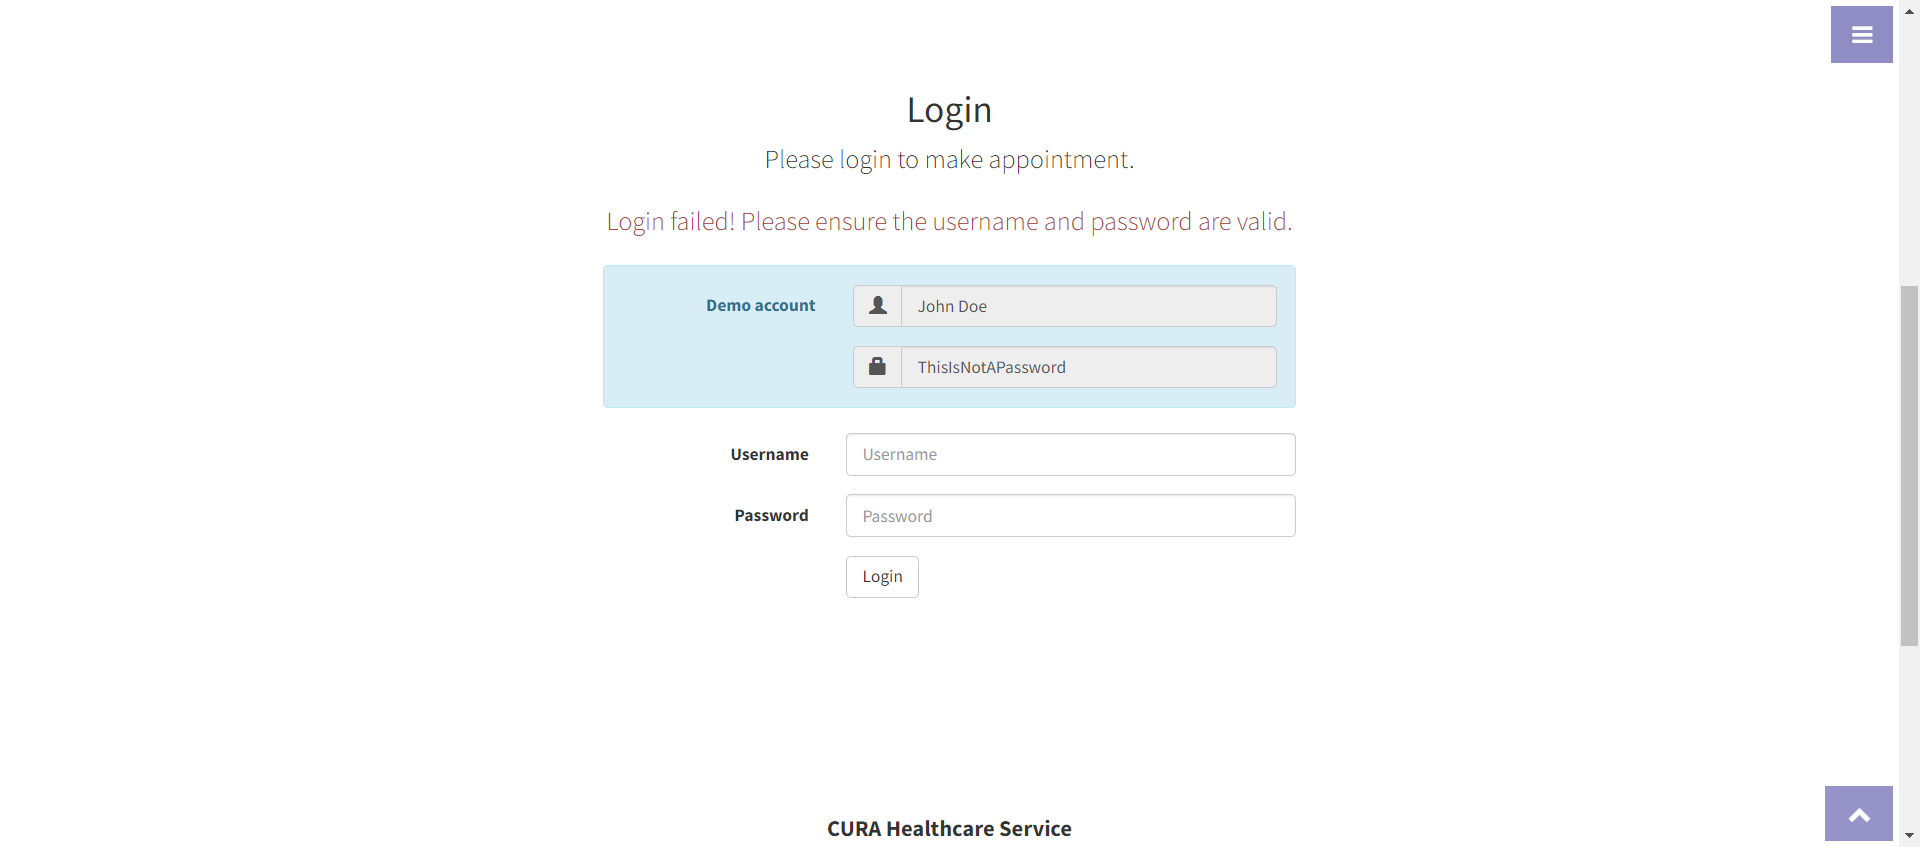 Login
Please login to make appointment.
Login failed! Please ensure the username and password are valid.
Demo account
John Doe
ThisIsNotAPassword
Username
Username
Password
Password
Login
CURA Healthcare Service